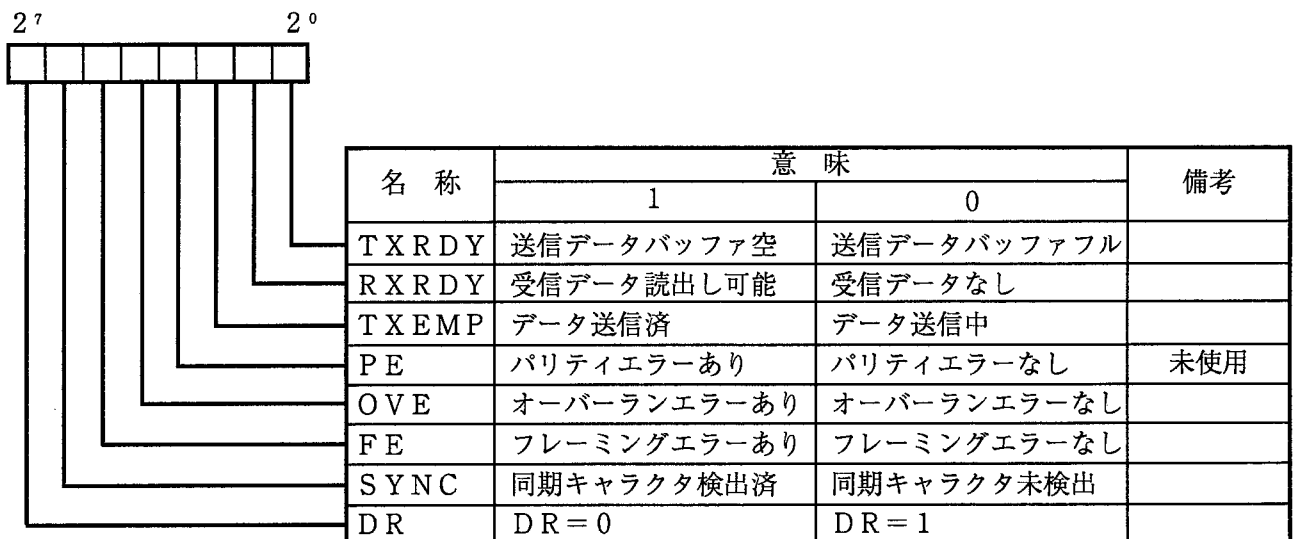 2⁷ 2⁰
名称 意味 備考
1 0
TXRDY 送信データバッファ空 送信データバッファフル
RXRDY 受信データ読出し可能 受信データなし
TXEMP データ送信済 データ送信中
PE パリティエラーあり パリティエラーなし 未使用
OVE オーバーランエラーあり オーバーランエラーなし
FE フレーミングエラーあり フレーミングエラーなし
SYNC 同期キャラクタ検出済 同期キャラクタ未検出
DR DR=0 DR=1